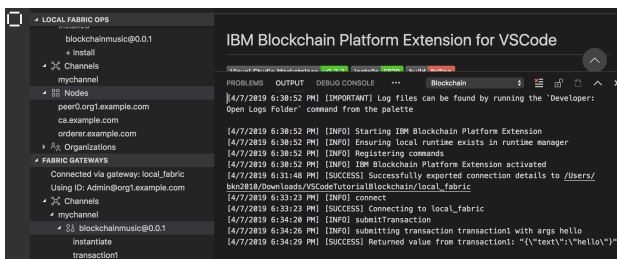 LOCAL FABRIC OPS
blockchainmusic@0.0.1
+ Install
Channels
mychannel
Nodes
peer0.org1.example.com
ca.example.com
orderer.example.com
Organizations
FABRIC GATEWAYS
Connected via gateway: local_fabric
Using ID: Admin@org1.example.com
Channels
mychannel
blockchainmusic@0.0.1
instantiate
transaction1
IBM Blockchain Platform Extension for VSCode
PROBLEMS OUTPUT DEBUG CONSOLE ••• Blockchain
[4/7/2019 6:30:52 PM] [IMPORTANT] Log files can be found by running the `Developer:
Open Logs Folder` command from the palette
[4/7/2019 6:30:52 PM] [INFO] Starting IBM Blockchain Platform Extension
[4/7/2019 6:30:52 PM] [INFO] Ensuring local runtime exists in runtime manager
[4/7/2019 6:30:52 PM] [INFO] Registering commands
[4/7/2019 6:30:52 PM] [INFO] IBM Blockchain Platform Extension activated
[4/7/2019 6:31:48 PM] [SUCCESS] Successfully exported connection details to /Users/
bkn2010/Downloads/VSCodeTutorialBlockchain/local_fabric
[4/7/2019 6:33:23 PM] [INFO] connect
[4/7/2019 6:33:23 PM] [SUCCESS] Connecting to local_fabric
[4/7/2019 6:34:20 PM] [INFO] submitTransaction
[4/7/2019 6:34:26 PM] [INFO] submitting transaction transaction1 with args hello
[4/7/2019 6:34:29 PM] [SUCCESS] Returned value from transaction1: "{\"text\":\"hello\"}"